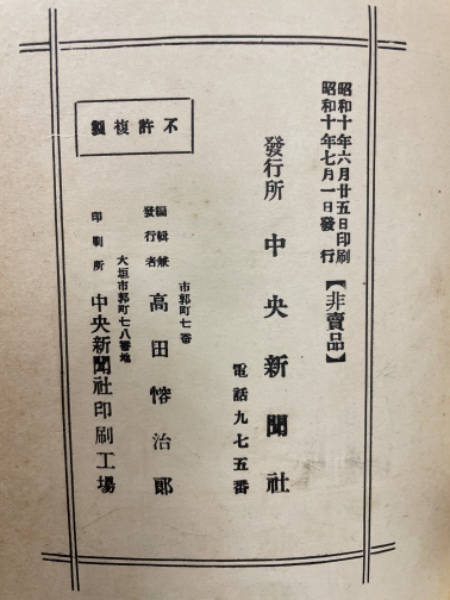 昭和十年六月廿五日印刷
昭和十年七月一日發行
【非賣品】
發行所 中央新聞社
電話九七五番
市郭町七番
編輯兼
發行者 高田愘治郎
大垣市郭町七八番地
印刷所 中央新聞社印刷工場
不許複製